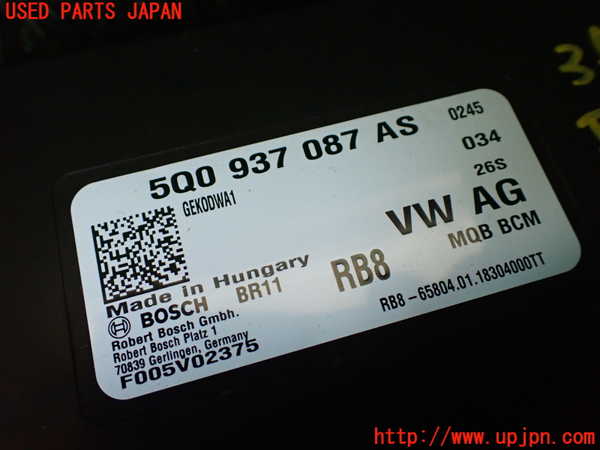 USED PARTS JAPAN
5Q0 937 087 AS
0245
034
26S
GEKODWA1
VW AG
MQB BCM
Made in Hungary
BOSCH BR11 RB8
RB8-65804.01.18304000TT
Robert Bosch Gmbh.
Robert Bosch Platz 1
70839 Gerlingen, Germany
F005V02375
http://www.upjpn.com/